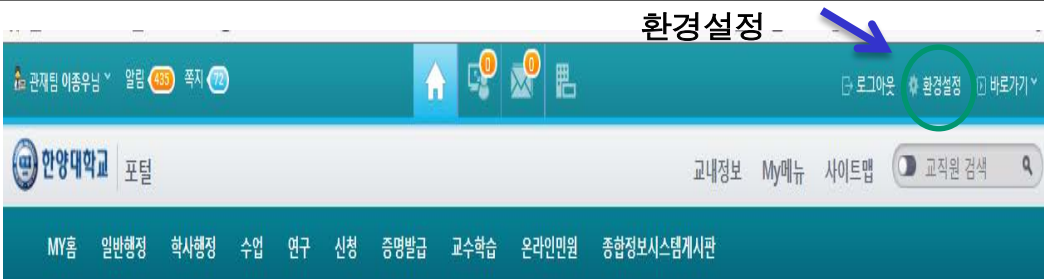 환경설정
관재팀 이종우님 알림 435 쪽지 72 0 0 로그아웃 환경설정 바로가기
한양대학교 포털 교내정보 My메뉴 사이트맵 교직원 검색
MY홈 일반행정 학사행정 수업 연구 신청 증명발급 교수학습 온라인민원 종합정보시스템게시판